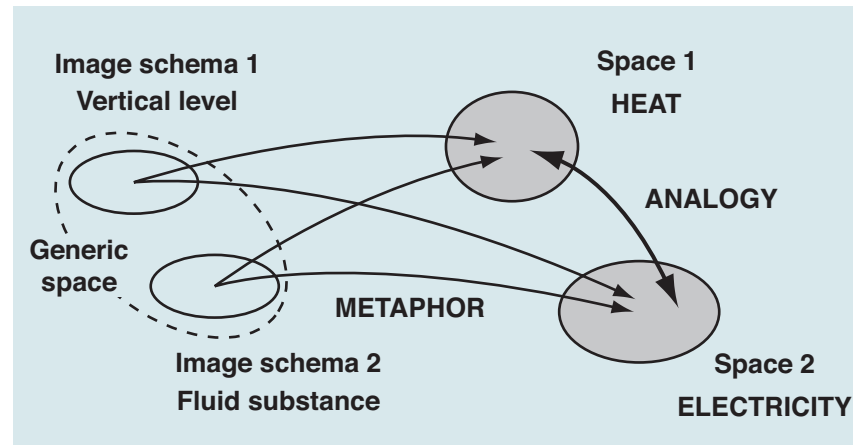 Image schema 1
Vertical level
Space 1
HEAT
ANALOGY
Generic
space
METAPHOR
Image schema 2
Fluid substance
Space 2
ELECTRICITY